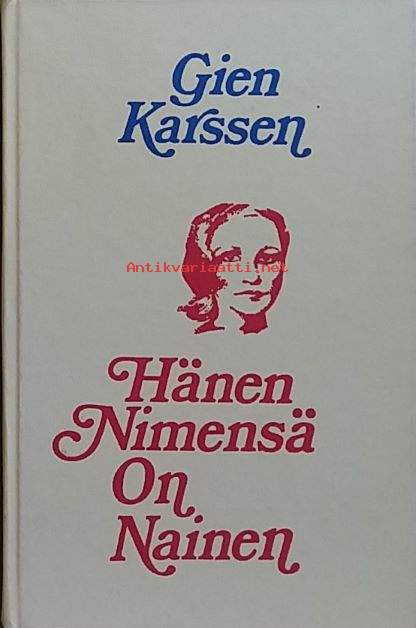 Gien
Karssen
Antikvariaatti.net
Hänen
Nimensä
On
Nainen